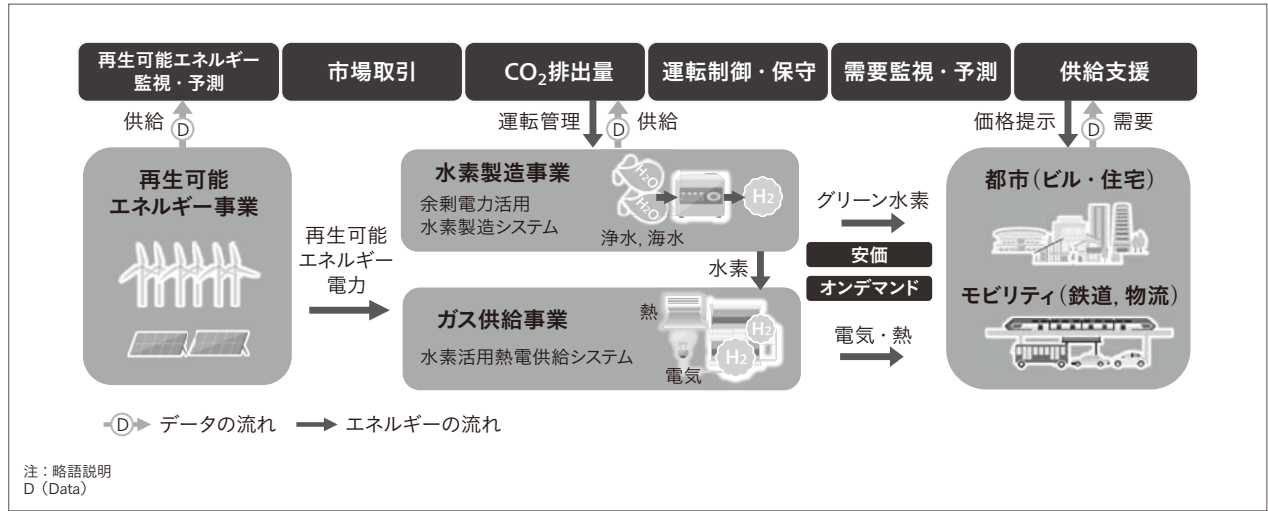 再生可能エネルギー
監視・予測
市場取引
CO₂排出量
運転制御・保守
需要監視・予測
供給支援
供給
D
運転管理
D
供給
価格提示
D
需要
再生可能
エネルギー事業
再生可能
エネルギー
電力
水素製造事業
余剰電力活用
水素製造システム
H₂O
H₂O
H₂
浄水, 海水
水素
ガス供給事業
水素活用熱電供給システム
熱
電気
H₂
H₂
グリーン水素
安価
オンデマンド
電気・熱
都市(ビル・住宅)
モビリティ(鉄道, 物流)
D
データの流れ
エネルギーの流れ
注:略語説明
D(Data)